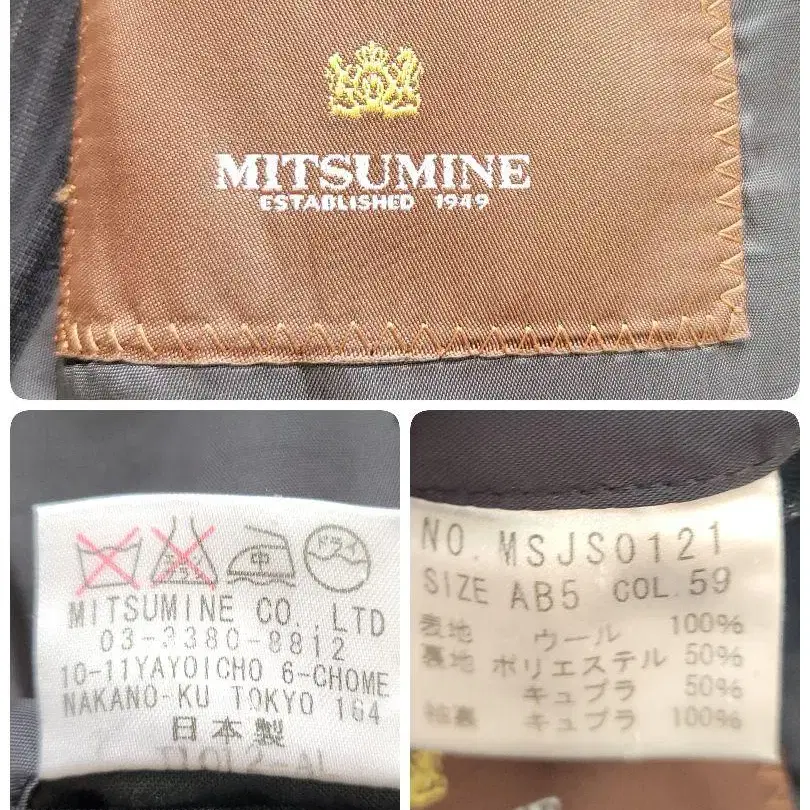 MITSUMINE
ESTABLISHED 1949
ドライ
中
MITSUMINE CO.,LTD
03-3380-8812
10-11YAYOICHO 6-CHOME
NAKANO-KU TOKYO 164
日本製
NO. MSJS0121
SIZE AB5 COL.59
表地 ウール 100%
裏地 ポリエステル 50%
キュプラ 50%
袖裏 キュプラ 100%